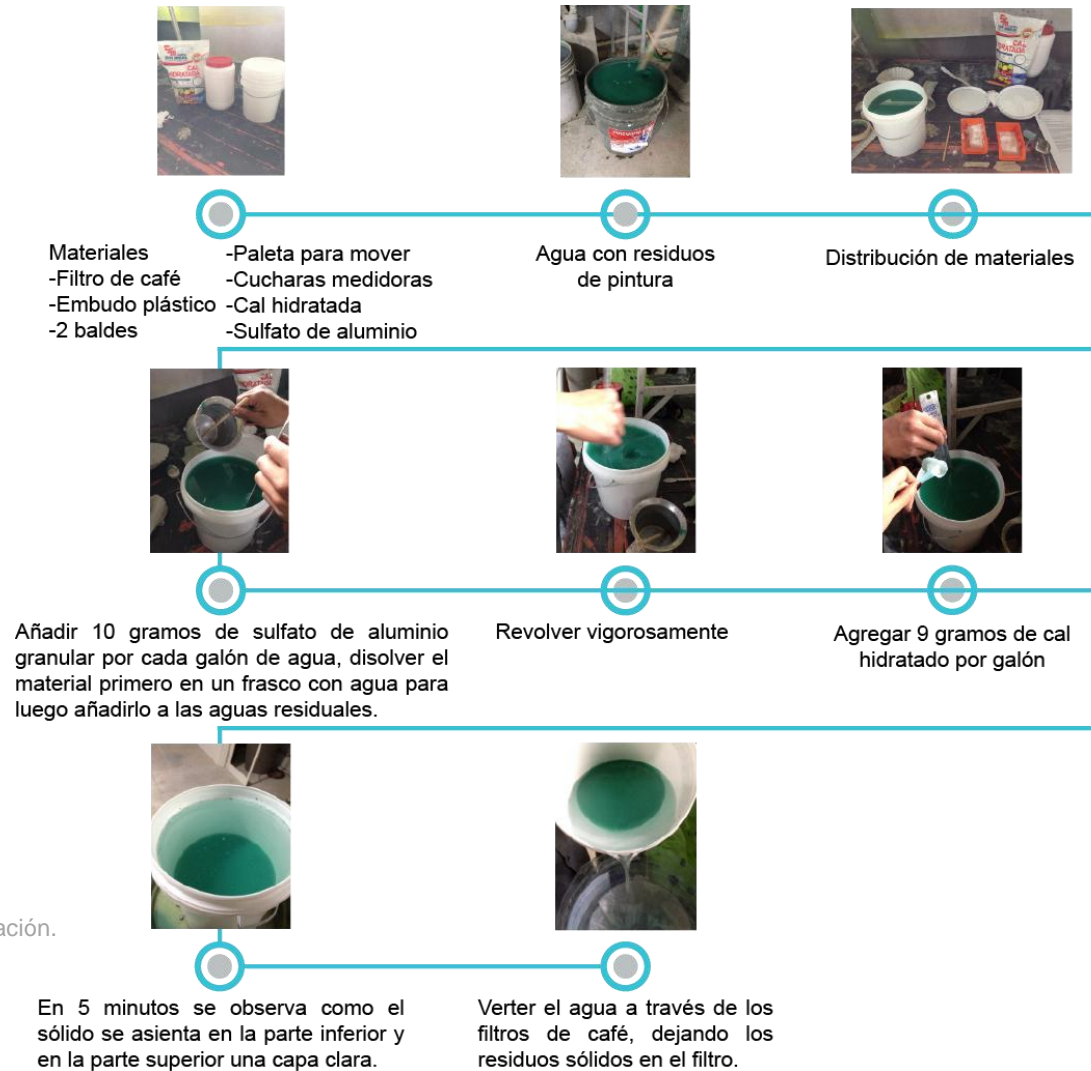 CAL
HIDRATADA
Materiales
-Filtro de café
-Embudo plástico
-2 baldes
-Paleta para mover
-Cucharas medidoras
-Cal hidratada
-Sulfato de aluminio
Agua con residuos
de pintura
Distribución de materiales
Añadir 10 gramos de sulfato de aluminio
granular por cada galón de agua, disolver el
material primero en un frasco con agua para
luego añadirlo a las aguas residuales.
Revolver vigorosamente
Agregar 9 gramos de cal
hidratado por galón
ación.
En 5 minutos se observa como el
sólido se asienta en la parte inferior y
en la parte superior una capa clara.
Verter el agua a través de los
filtros de café, dejando los
residuos sólidos en el filtro.